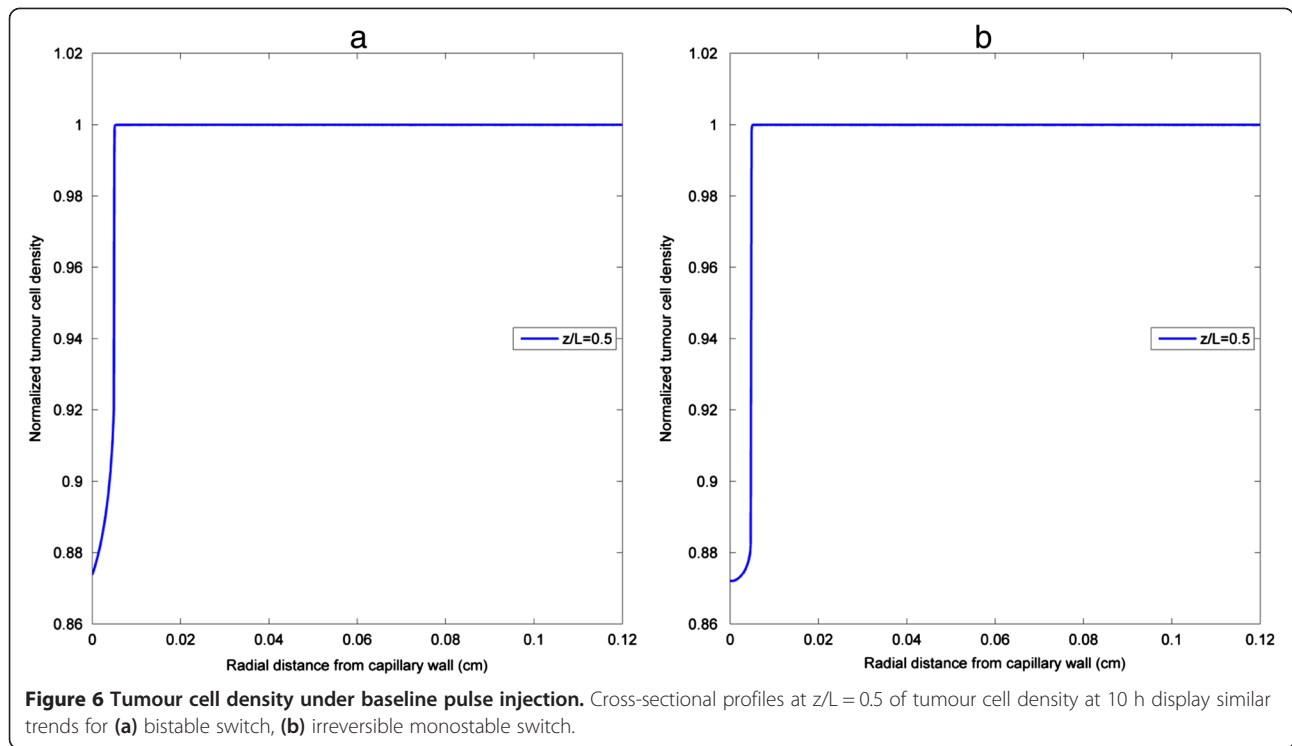 a
1.02
1
0.98
0.96
0.94
0.92
0.9
0.88
0.86
Normalized tumour cell density
z/L=0.5
0 0.02 0.04 0.06 0.08 0.1 0.12
Radial distance from capillary wall (cm)
b
1.02
1
0.98
0.96
0.94
0.92
0.9
0.88
0.86
Normalized tumour cell density
z/L=0.5
0 0.02 0.04 0.06 0.08 0.1 0.12
Radial distance from capillary wall (cm)
Figure 6 Tumour cell density under baseline pulse injection. Cross-sectional profiles at z/L = 0.5 of tumour cell density at 10 h display similar
trends for (a) bistable switch, (b) irreversible monostable switch.